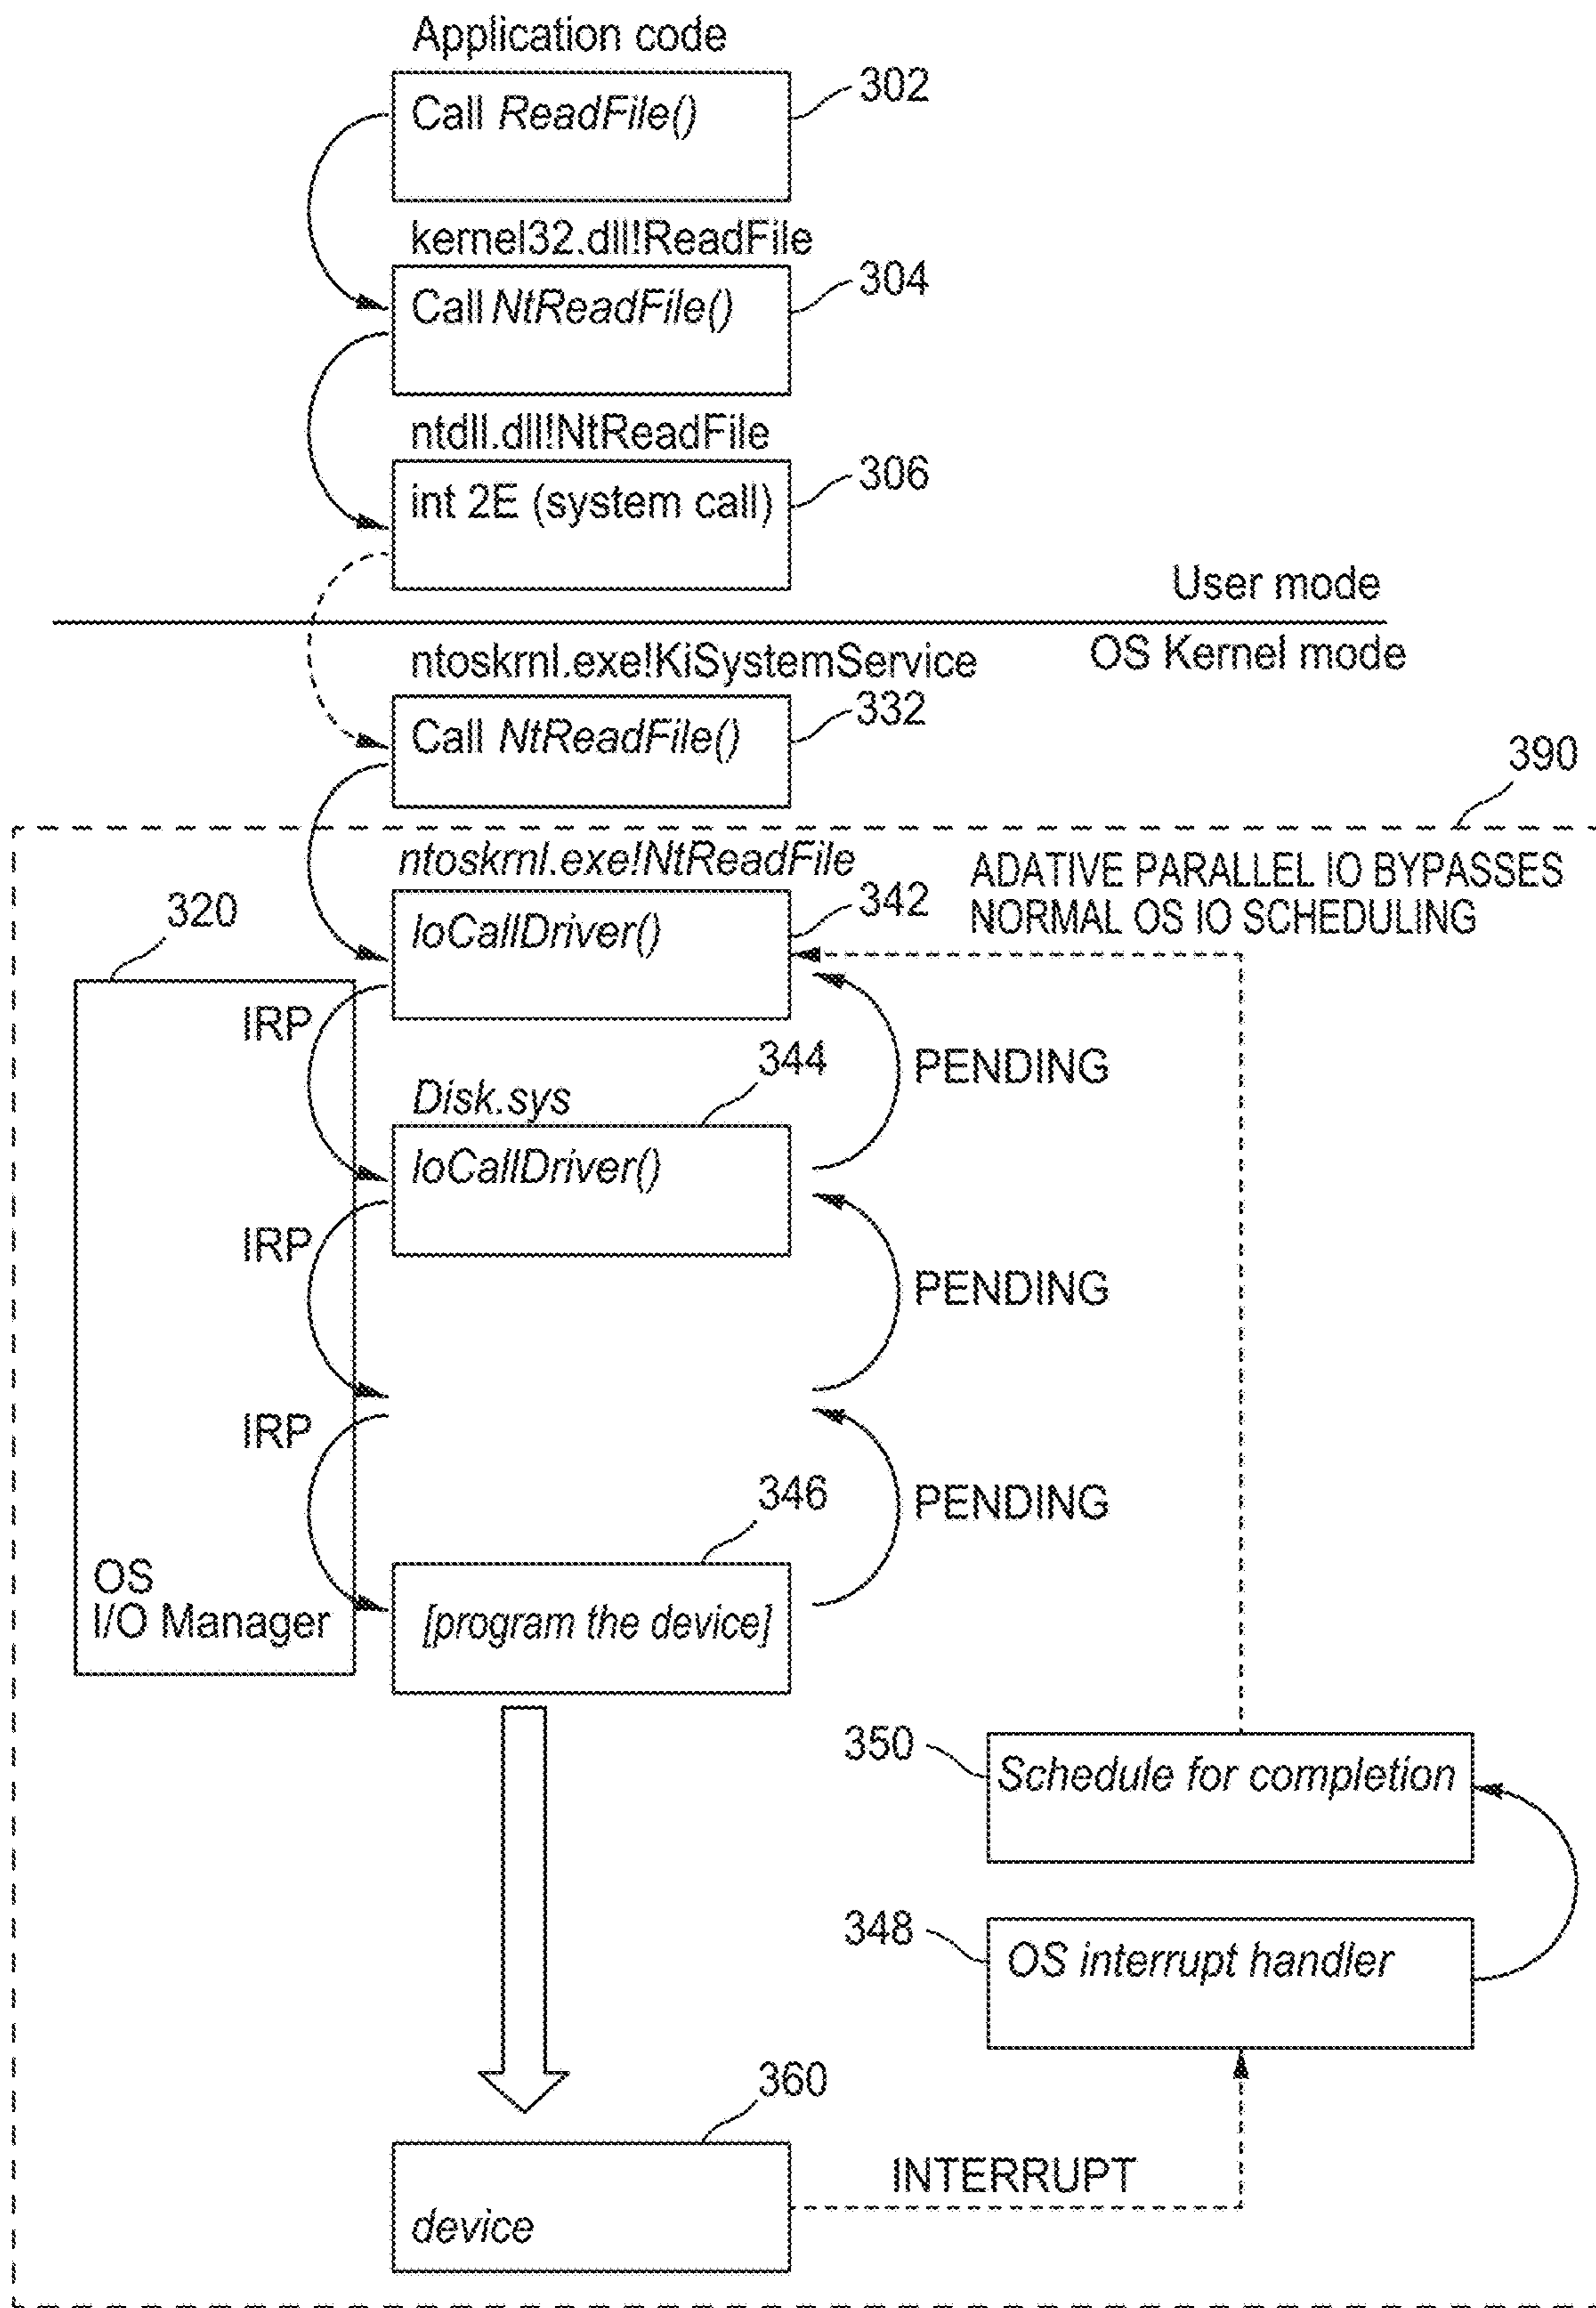 Application code
302
Call ReadFile()
kernel32.dll!ReadFile
304
Call NtReadFile()
ntdll.dll!NtReadFile
306
int 2E (system call)
User mode
OS Kernel mode
ntoskrnl.exe!KiSystemService
332
Call NtReadFile()
390
ntoskrnl.exe!NtReadFile
ADATIVE PARALLEL IO BYPASSES
NORMAL OS IO SCHEDULING
320
342
IoCallDriver()
IRP
344
PENDING
Disk.sys
IoCallDriver()
IRP
PENDING
IRP
346
PENDING
OS
I/O Manager
[program the device]
350
Schedule for completion
348
OS interrupt handler
360
INTERRUPT
device